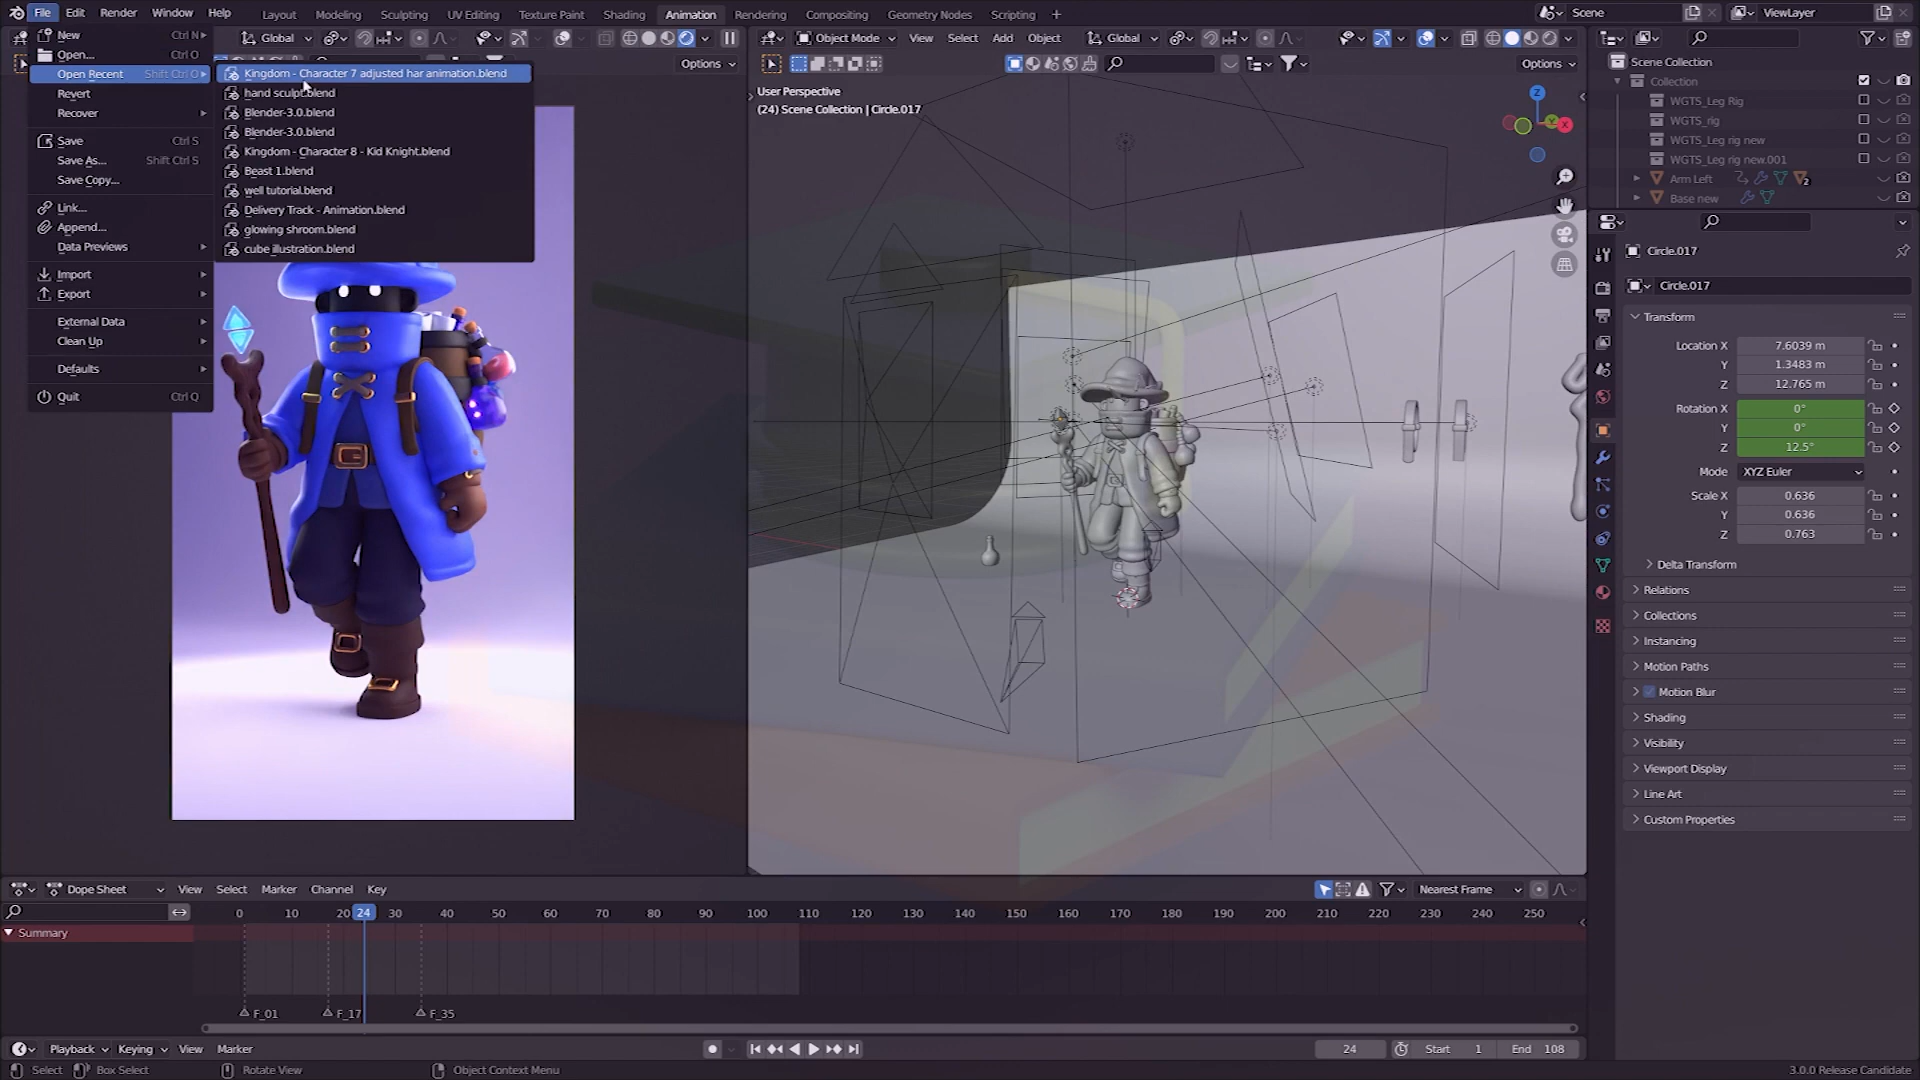 File Edit Render Window Help Layout Modeling Sculpting UV Editing Texture Paint Shading Animation Rendering Compositing Geometry Nodes Scripting + Scene ViewLayer
New Ctrl N
Open... Ctrl O
Open Recent Shift Ctrl O
Revert
Recover
Save Ctrl S
Save As... Shift Ctrl S
Save Copy...
Link...
Append...
Data Previews
Import
Export
External Data
Clean Up
Defaults
Quit Ctrl Q
Kingdom - Character 7 adjusted har animation.blend
hand sculpt.blend
Blender-3.0.blend
Blender-3.0.blend
Kingdom - Character 8 - Kid Knight.blend
Beast 1.blend
well tutorial.blend
Delivery Track - Animation.blend
glowing shroom.blend
cube illustration.blend
Global
Options
Object Mode View Select Add Object Global
Options
User Perspective
(24) Scene Collection | Circle.017
Z
Y
X
Scene Collection
Collection
WGTS_Leg Rig
WGTS_rig
WGTS_Leg rig new
WGTS_Leg rig new.001
Arm Left 2
Base new
Circle.017
Circle.017
Transform
Location X 7.6039 m
Y 1.3483 m
Z 12.765 m
Rotation X 0°
Y 0°
Z 12.5°
Mode XYZ Euler
Scale X 0.636
Y 0.636
Z 0.763
Delta Transform
Relations
Collections
Instancing
Motion Paths
Motion Blur
Shading
Visibility
Viewport Display
Line Art
Custom Properties
Dope Sheet View Select Marker Channel Key Nearest Frame
0 10 20 24 30 40 50 60 70 80 90 100 110 120 130 140 150 160 170 180 190 200 210 220 230 240 250
Summary
F_01 F_17 F_35
Playback Keying View Marker 24 Start 1 End 108
Select Box Select Rotate View Object Context Menu 3.0.0 Release Candidate